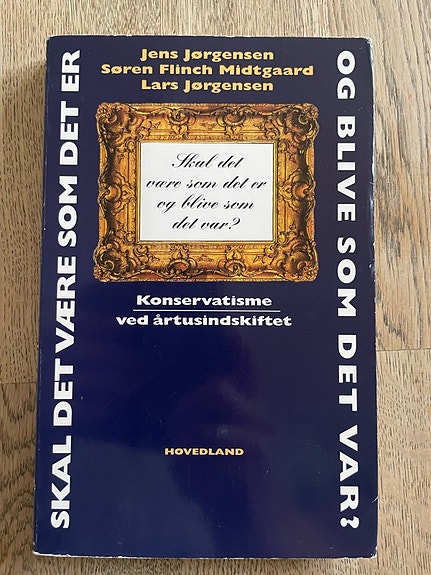 Jens Jørgensen
Søren Flinch Midtgaard
Lars Jørgensen
SKAL DET VÆRE SOM DET ER
OG BLIVE SOM DET VAR?
Skal det
være som det er
og blive som
det var?
Konservatisme
ved årtusindskiftet
HOVEDLAND